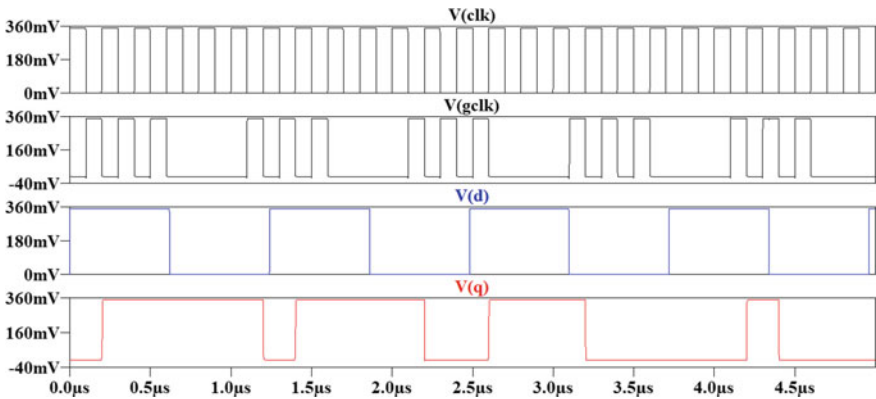 V(clk)
360mV
180mV
0mV
V(gclk)
360mV
160mV
-40mV
V(d)
360mV
180mV
0mV
V(q)
360mV
160mV
-40mV
0.0µs 0.5µs 1.0µs 1.5µs 2.0µs 2.5µs 3.0µs 3.5µs 4.0µs 4.5µs